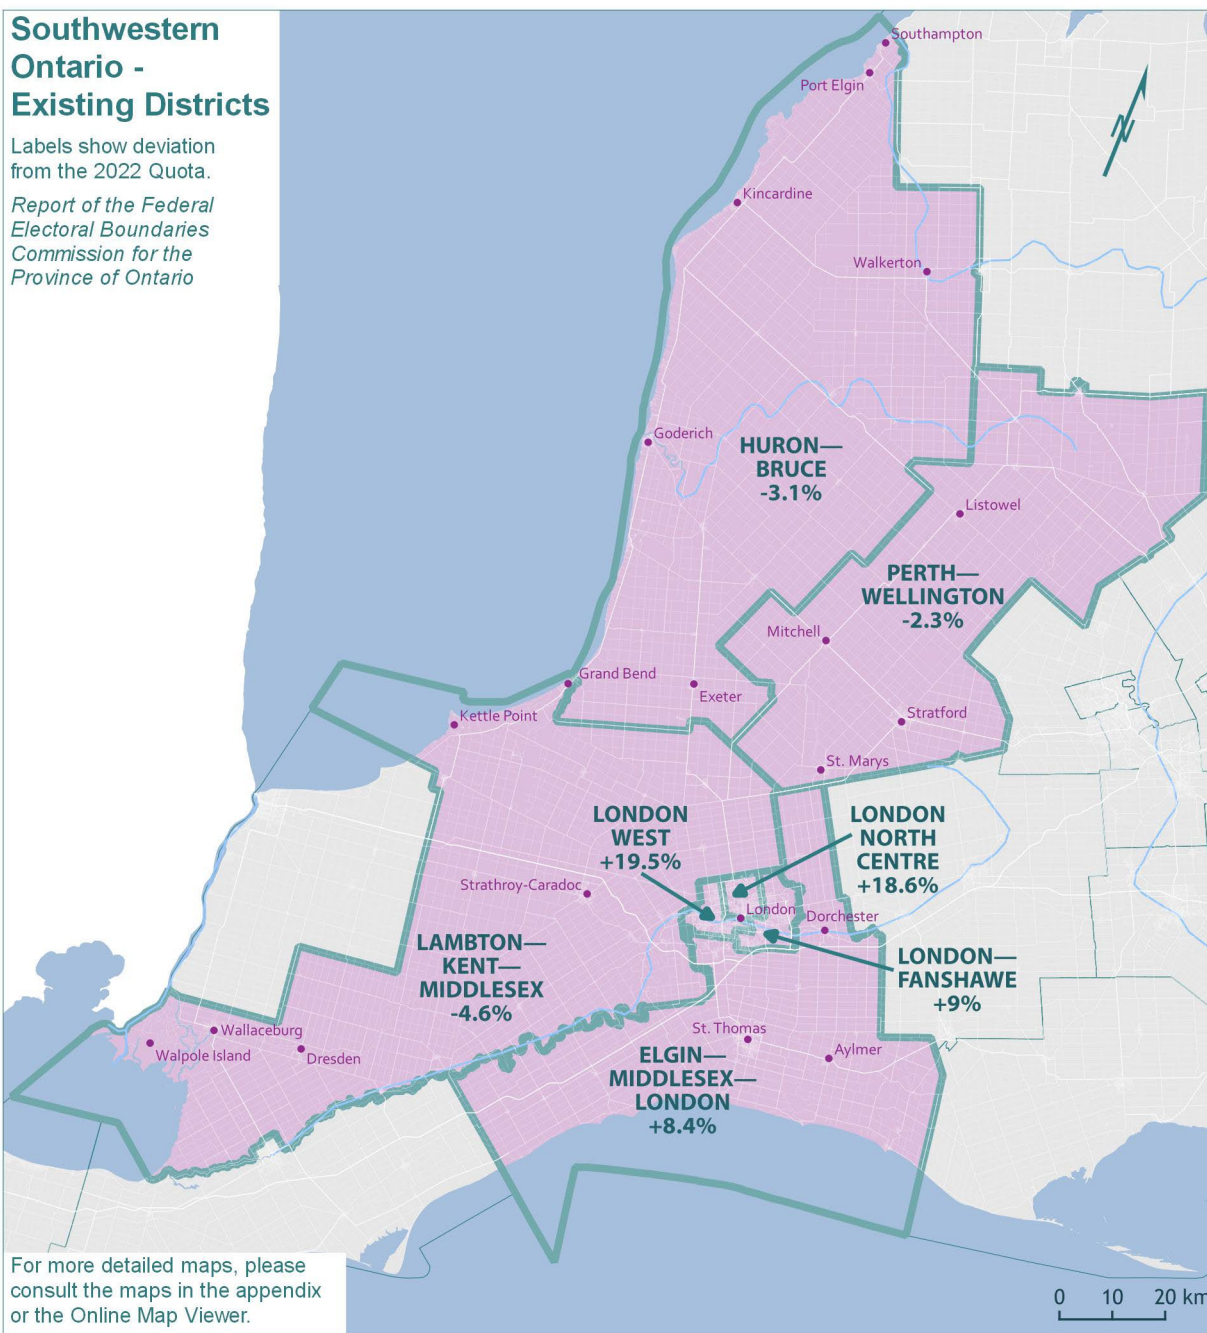 Southwestern
Ontario -
Existing Districts
Labels show deviation
from the 2022 Quota.
Report of the Federal
Electoral Boundaries
Commission for the
Province of Ontario
Southampton
Port Elgin
Kincardine
Walkerton
Goderich
HURON—
BRUCE
-3.1%
Listowel
PERTH—
WELLINGTON
-2.3%
Mitchell
Grand Bend
Exeter
Kettle Point
Stratford
St. Marys
LONDON
WEST
+19.5%
LONDON
NORTH
CENTRE
+18.6%
Strathroy-Caradoc
London
Dorchester
LAMBTON—
KENT—
MIDDLESEX
-4.6%
LONDON—
FANSHAWE
+9%
Wallaceburg
Walpole Island
Dresden
St. Thomas
Aylmer
ELGIN—
MIDDLESEX—
LONDON
+8.4%
For more detailed maps, please
consult the maps in the appendix
or the Online Map Viewer.
0 10 20 km